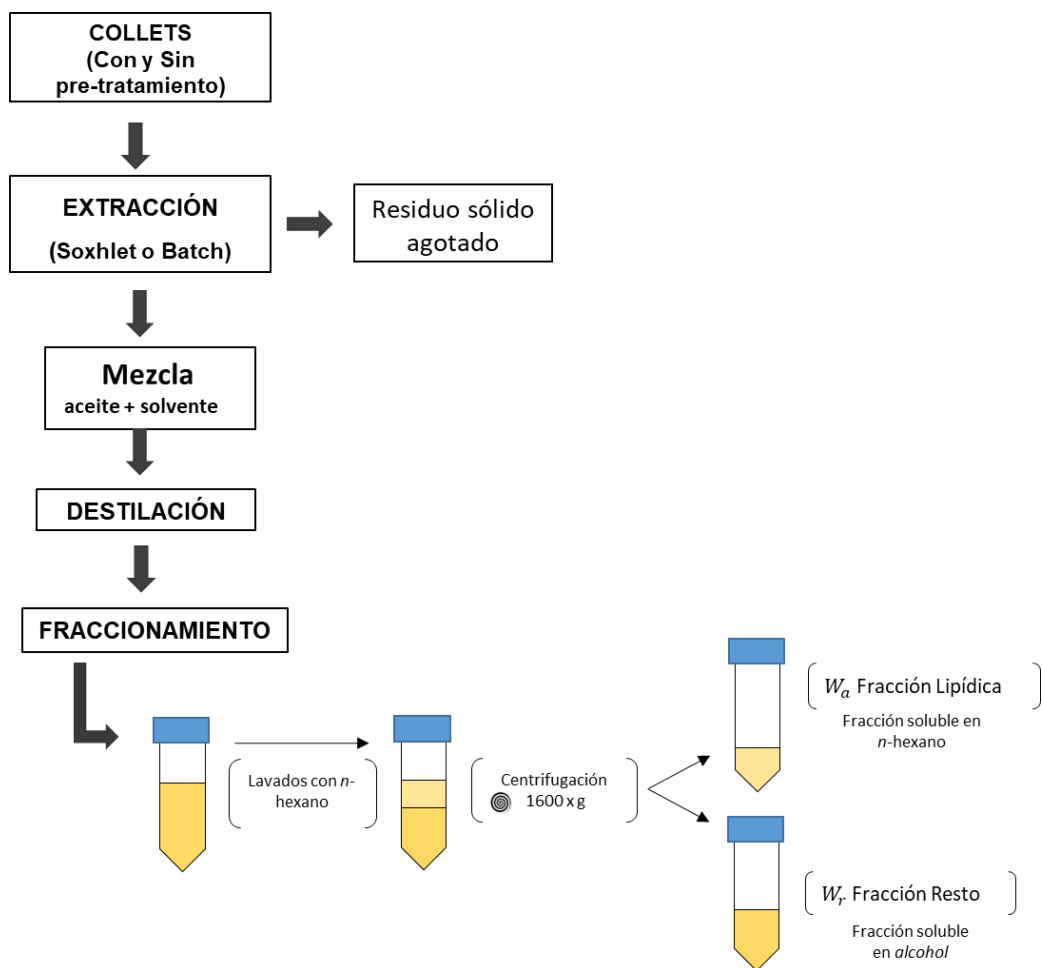 COLLETS
(Con y Sin
pre-tratamiento)
EXTRACCIÓN
(Soxhlet o Batch)
Residuo sólido
agotado
Mezcla
aceite + solvente
DESTILACIÓN
FRACCIONAMIENTO
Lavados con n-
hexano
Centrifugación
1600 x g
Wa Fracción Lipídica
Fracción soluble en
n-hexano
Wr Fracción Resto
Fracción soluble
en alcohol